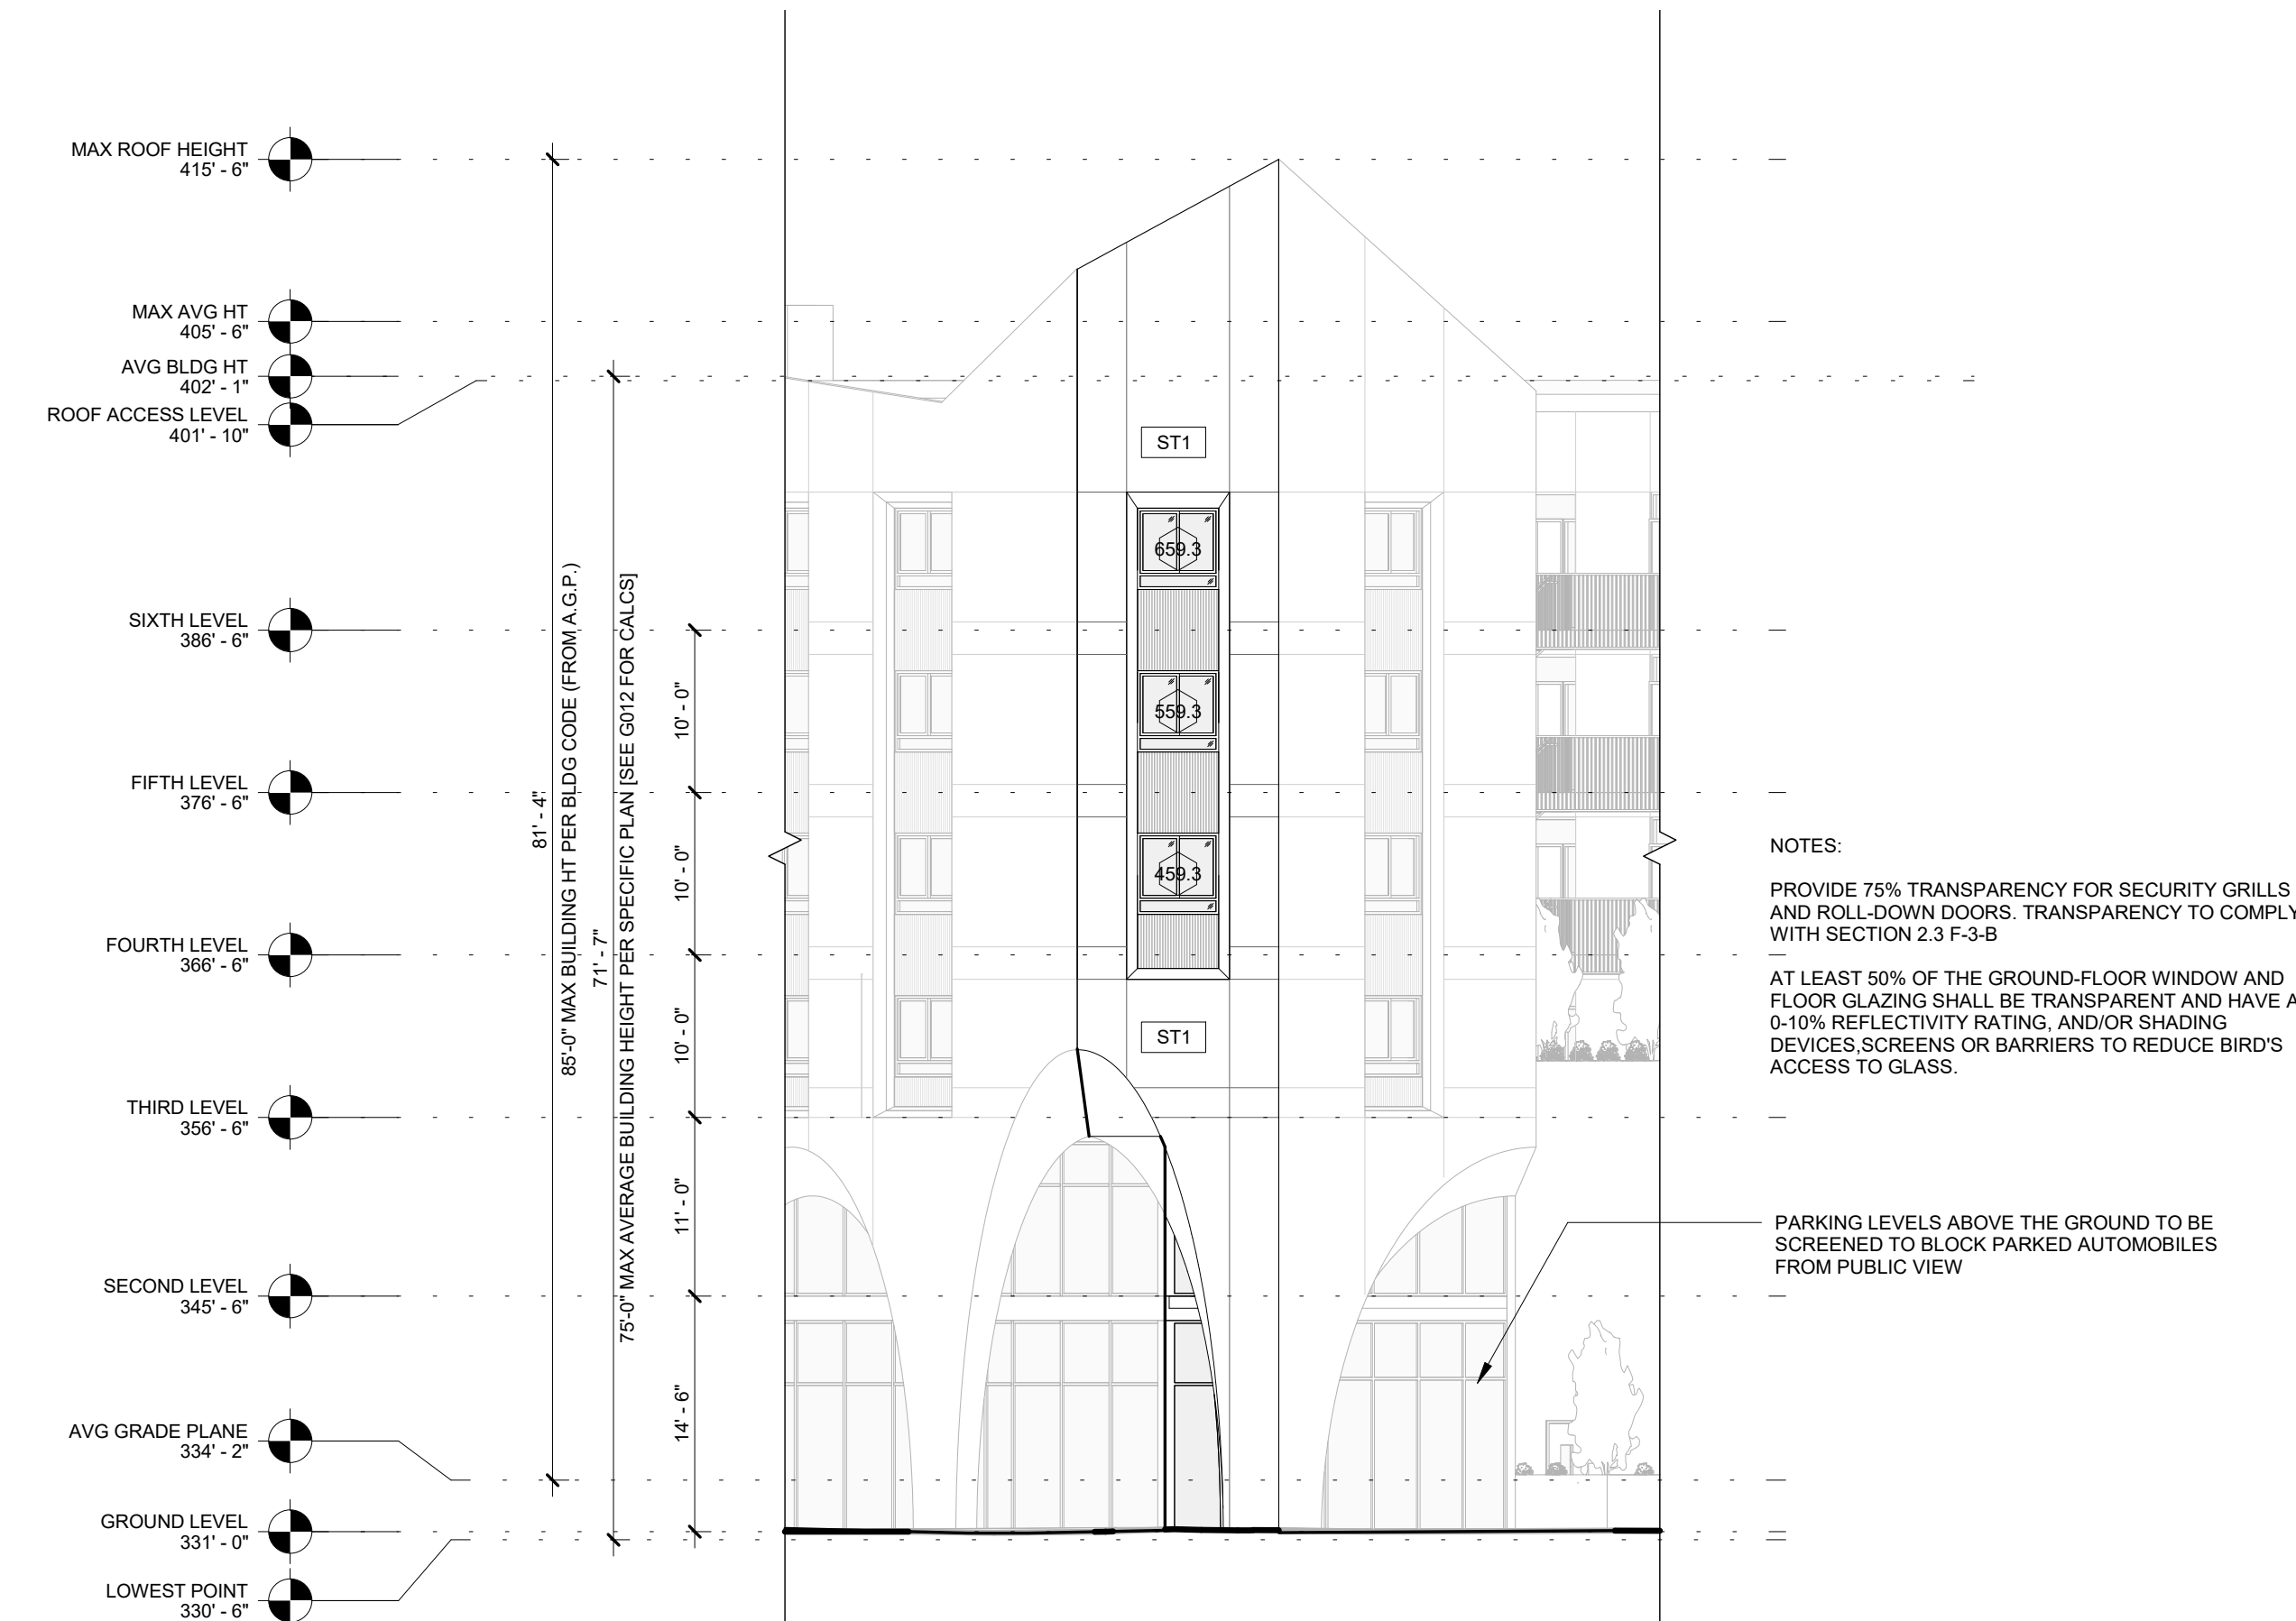 MAX ROOF HEIGHT
415' - 6"
MAX AVG HT
405' - 6"
AVG BLDG HT
402' - 1"
ROOF ACCESS LEVEL
401' - 10"
SIXTH LEVEL
386' - 6"
FIFTH LEVEL
376' - 6"
FOURTH LEVEL
366' - 6"
THIRD LEVEL
356' - 6"
SECOND LEVEL
345' - 6"
AVG GRADE PLANE
334' - 2"
GROUND LEVEL
331' - 0"
LOWEST POINT
330' - 6"
81' - 4"
85'-0" MAX BUILDING HT PER BLDG CODE (FROM A.G.P.)
71' - 7"
75'-0" MAX AVERAGE BUILDING HEIGHT PER SPECIFIC PLAN [SEE G012 FOR CALCS]
10' - 0"
10' - 0"
10' - 0"
11' - 0"
14' - 6"
ST1
659.3
559.3
459.3
ST1
NOTES:
PROVIDE 75% TRANSPARENCY FOR SECURITY GRILLS
AND ROLL-DOWN DOORS. TRANSPARENCY TO COMPLY
WITH SECTION 2.3 F-3-B
AT LEAST 50% OF THE GROUND-FLOOR WINDOW AND
FLOOR GLAZING SHALL BE TRANSPARENT AND HAVE A
0-10% REFLECTIVITY RATING, AND/OR SHADING
DEVICES,SCREENS OR BARRIERS TO REDUCE BIRD'S
ACCESS TO GLASS.
PARKING LEVELS ABOVE THE GROUND TO BE
SCREENED TO BLOCK PARKED AUTOMOBILES
FROM PUBLIC VIEW